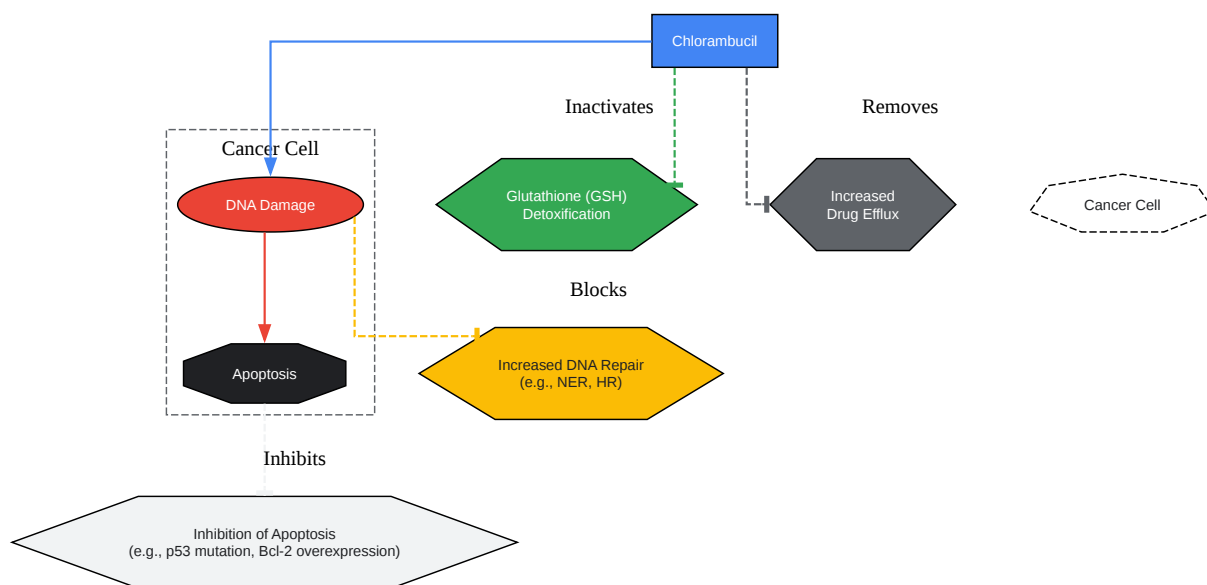 Chlorambucil
Inactivates
Removes
Cancer Cell
DNA Damage
Glutathione (GSH)
Detoxification
Increased
Drug Efflux
Cancer Cell
Blocks
Apoptosis
Increased DNA Repair
(e.g., NER, HR)
Inhibits
Inhibition of Apoptosis
(e.g., p53 mutation, Bcl-2 overexpression)